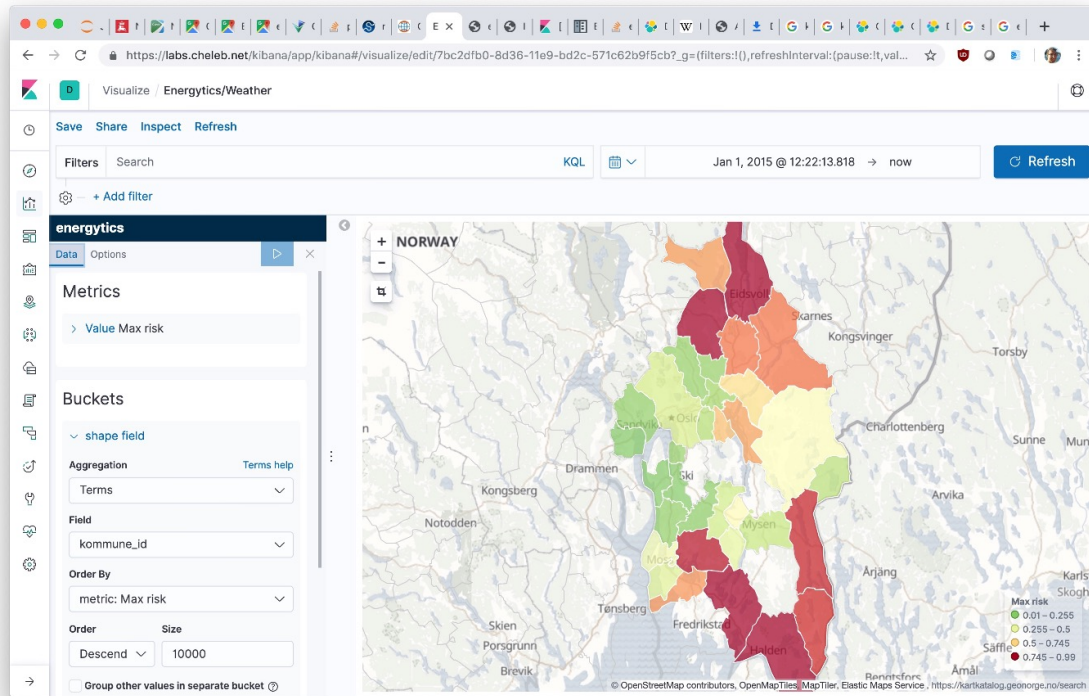 https://labs.cheleb.net/kibana/app/kibana#/visualize/edit/7bc2dfb0-8d36-11e9-bd2c-571c62b9f5cb?_g=(filters:!(),refreshInterval:(pause:!t,val...
D
Visualize / Energytics/Weather
Save Share Inspect Refresh
Filters Search KQL Jan 1, 2015 @ 12:22:13.818 → now Refresh
+ Add filter
energytics
Data Options
Metrics
Value Max risk
Buckets
shape field
Aggregation Terms help
Terms
Field
kommune_id
Order By
metric: Max risk
Order Size
Descend 10000
Group other values in separate bucket
+ NORWAY
−
Eidsvoll
Skarnes
Kongsvinger
Torsby
Oslo
Sandvika
Charlottenberg
Sunne
Drammen
Ski
Kongsberg
Arvika
Notodden
Mysen
Moss
Årjäng
Tønsberg
Skien
Fredrikstad
Porsgrunn
Halden
Säffle
Brevik
Åmål
Bengtsfors
Max risk
0.01 – 0.255
0.255 – 0.5
0.5 – 0.745
0.745 – 0.99
© OpenStreetMap contributors, OpenMapTiles, MapTiler, Elastic Maps Service , https://kartkatalog.geonorge.no/search